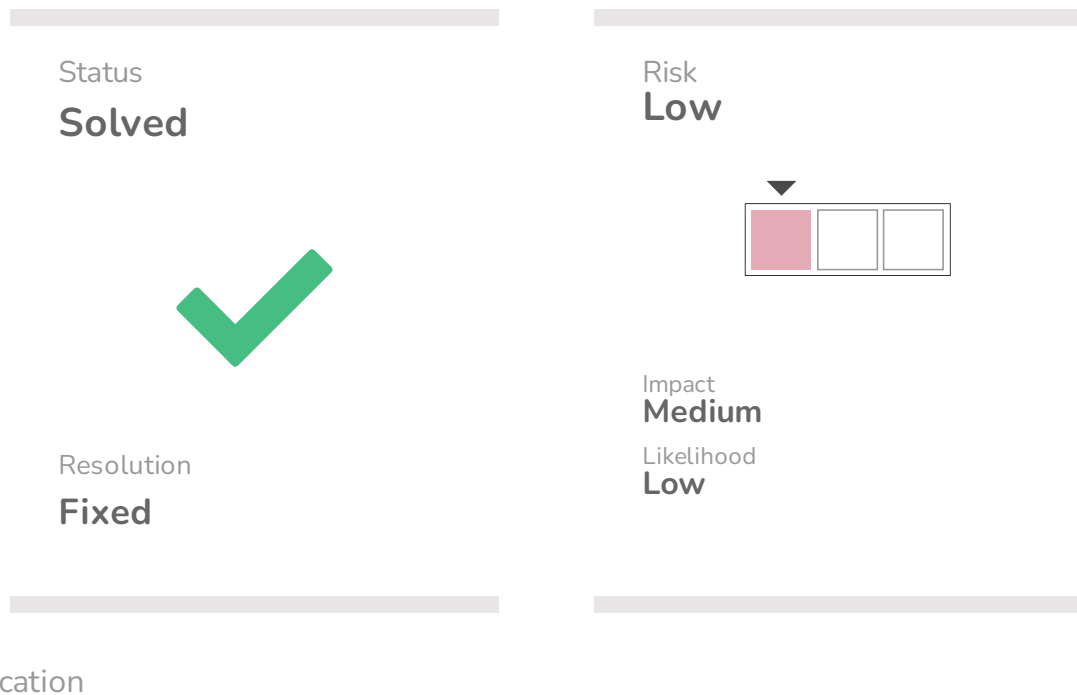 Status
Solved
Resolution
Fixed
Risk
Low
Impact
Medium
Likelihood
Low
cation